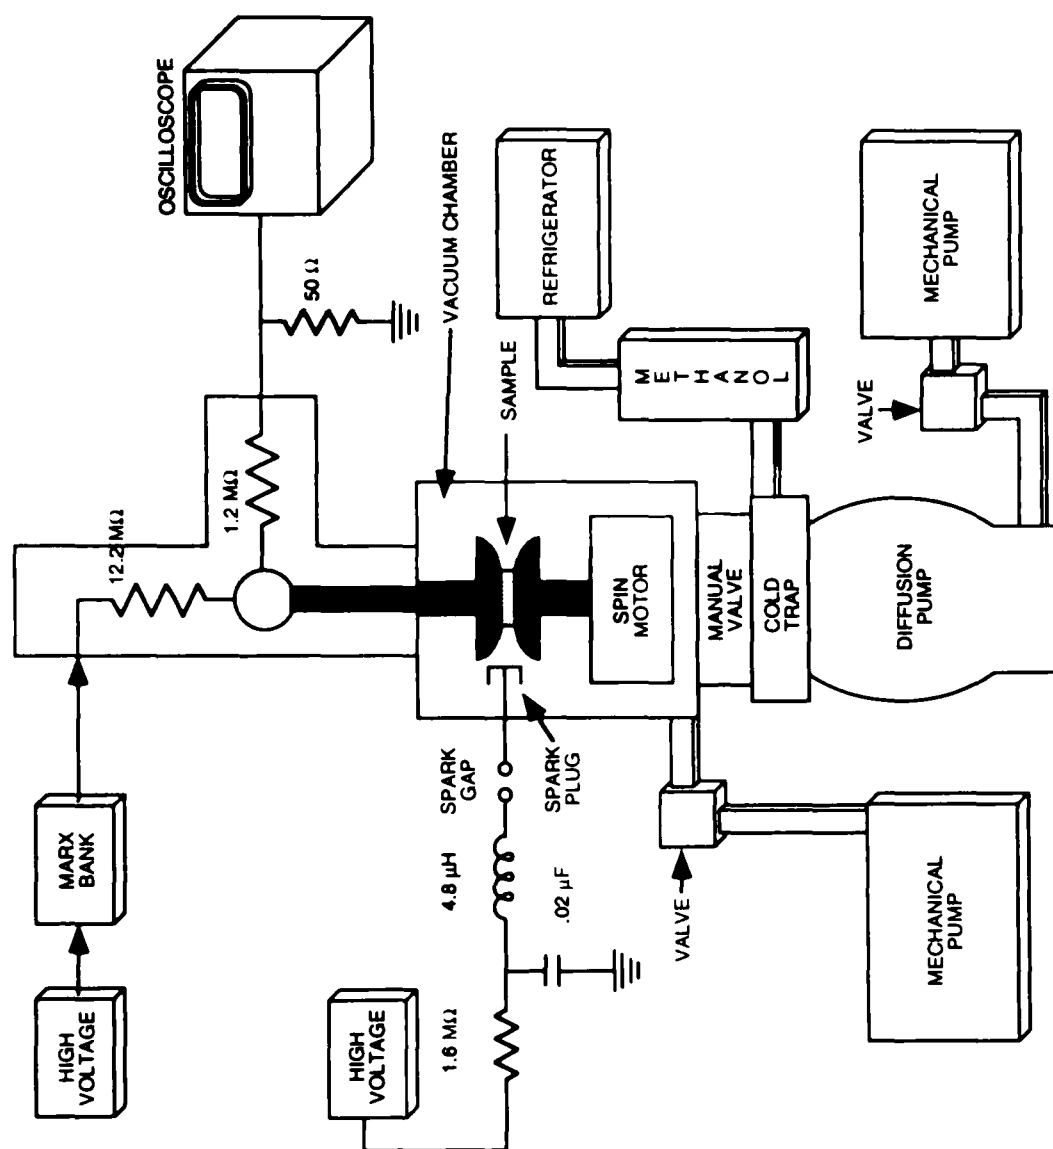 OSCILLOSCOPE
50 Ω
VACUUM CHAMBER
REFRIGERATOR
MECHANICAL
PUMP
12.2 MΩ
1.2 MΩ
SAMPLE
METHANOL
VALVE
MARX
BANK
SPIN
MOTOR
MANUAL
VALVE
COLD
TRAP
DIFFUSION
PUMP
HIGH
VOLTAGE
SPARK
GAP
SPARK
PLUG
4.8 μH
.02 μF
VALVE
HIGH
VOLTAGE
1.6 MΩ
MECHANICAL
PUMP